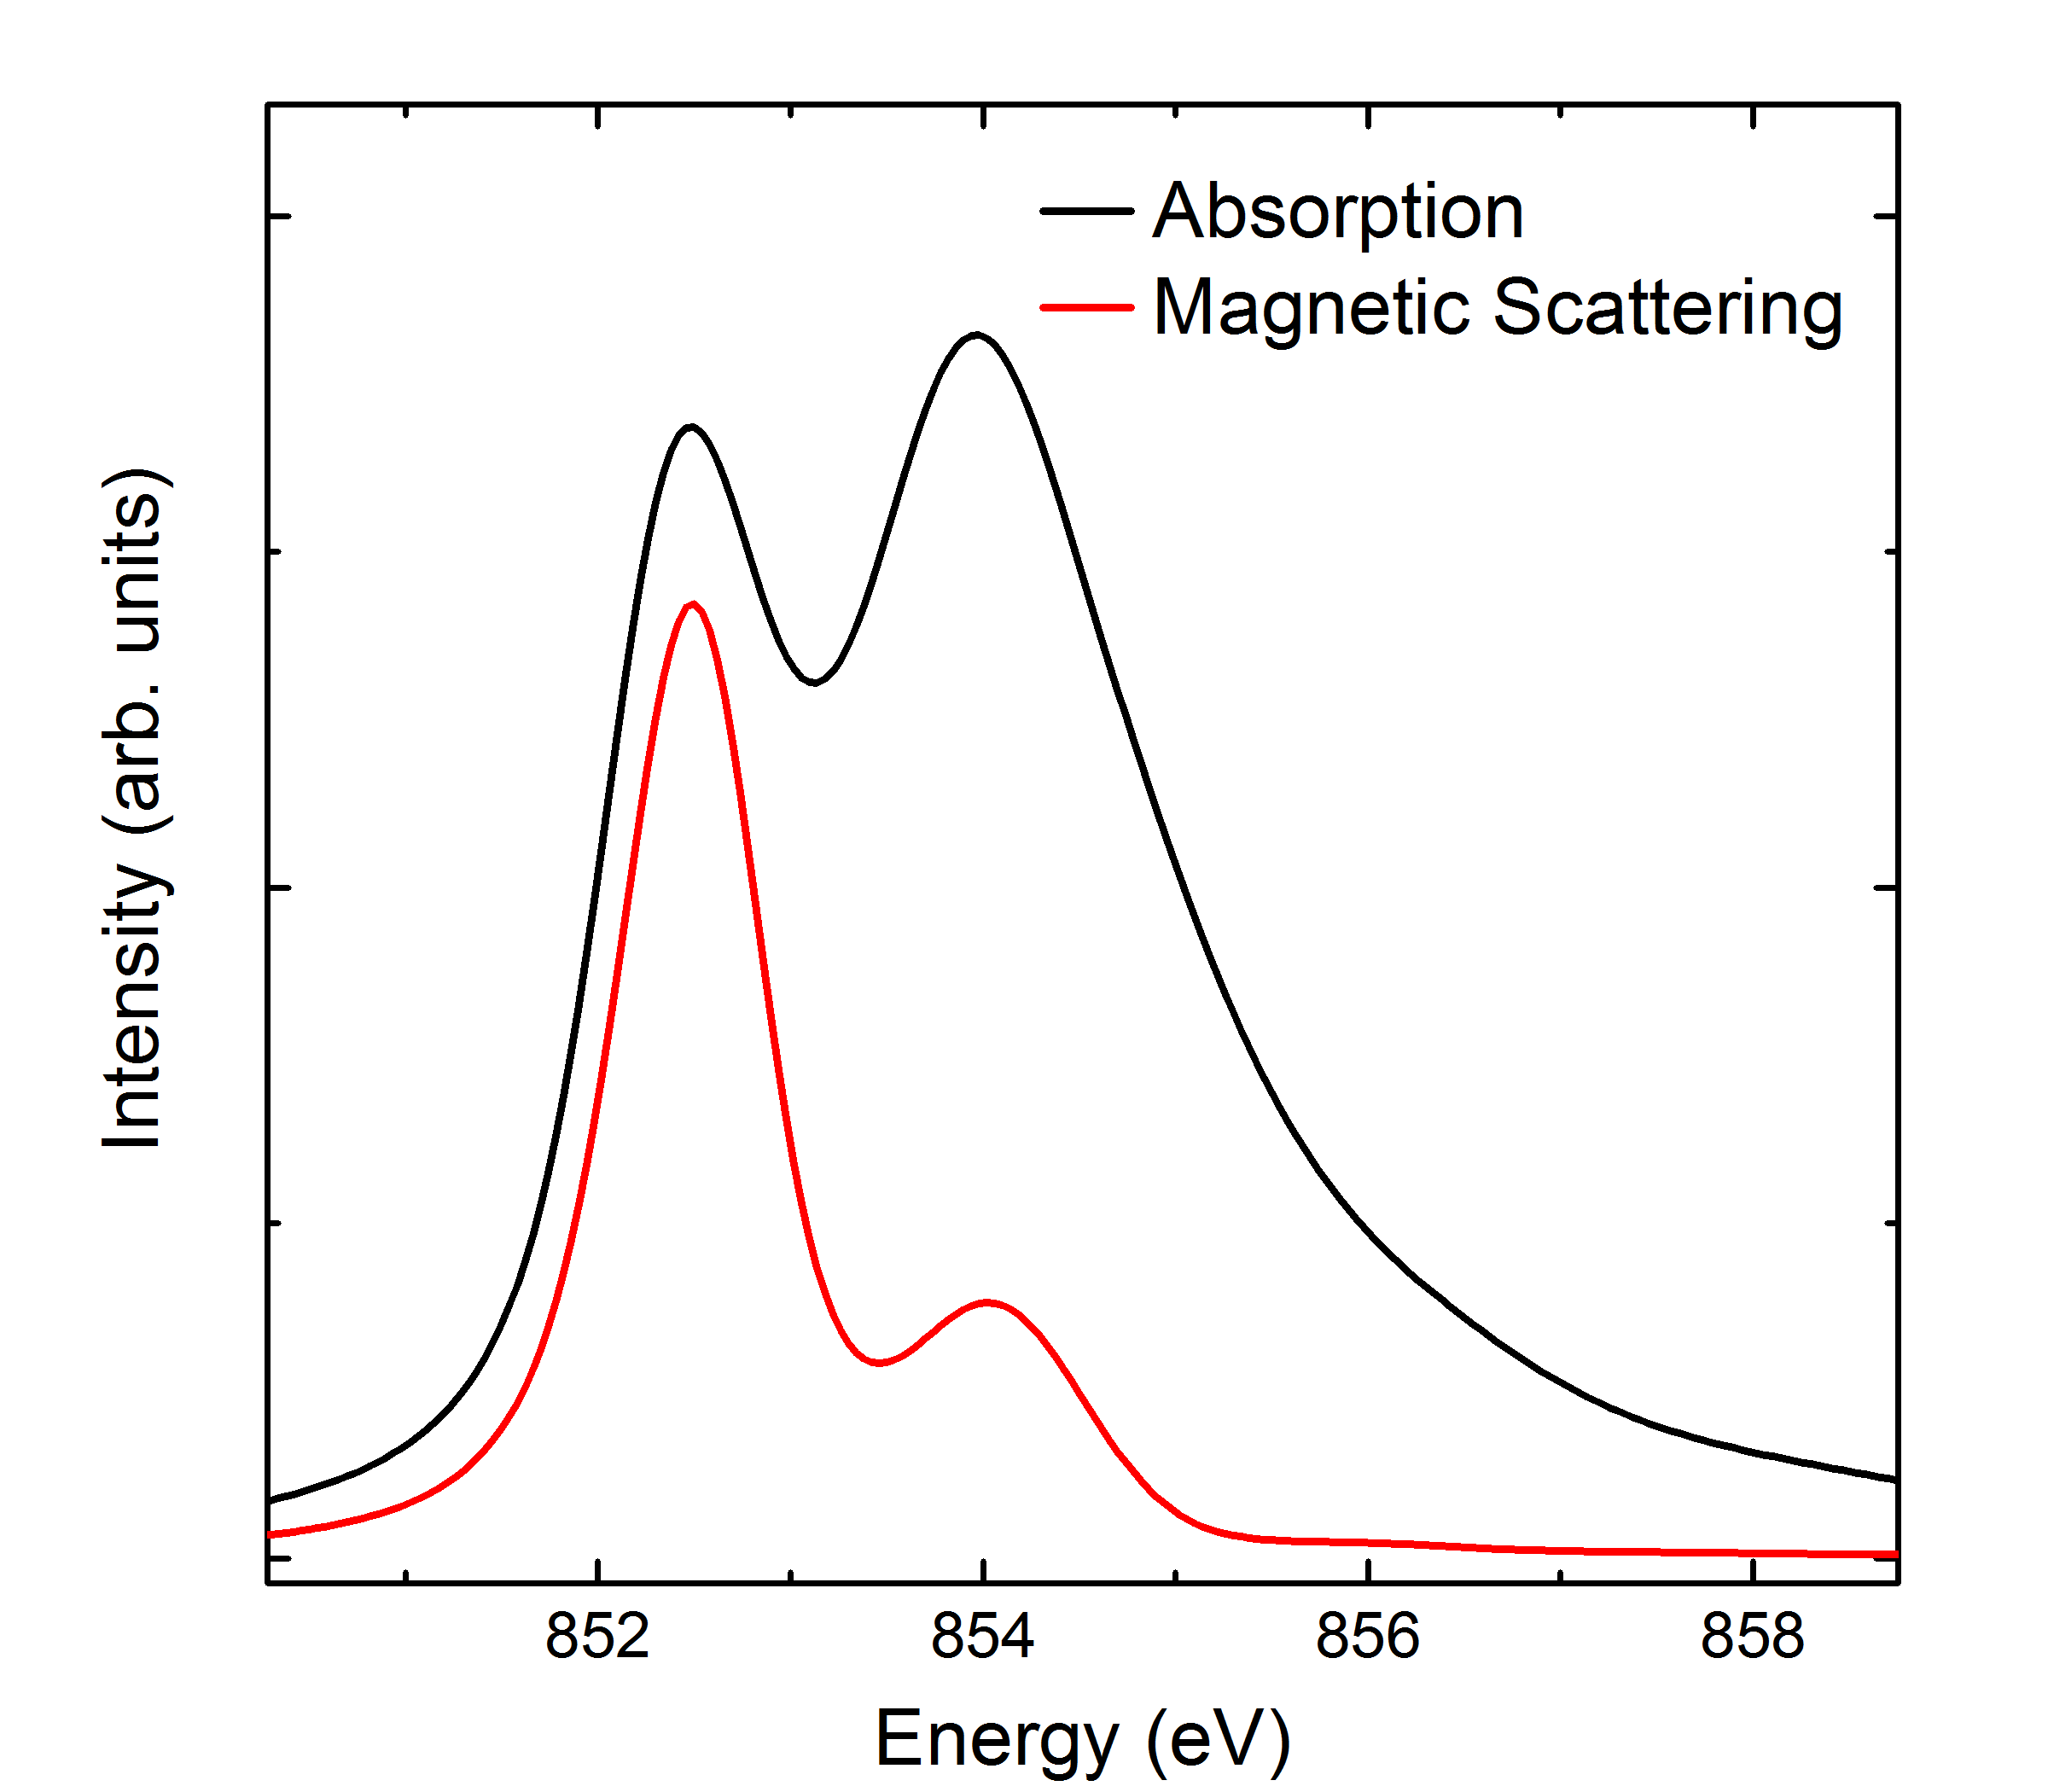 Absorption
Magnetic Scattering
Intensity (arb. units)
852 854 856 858
Energy (eV)